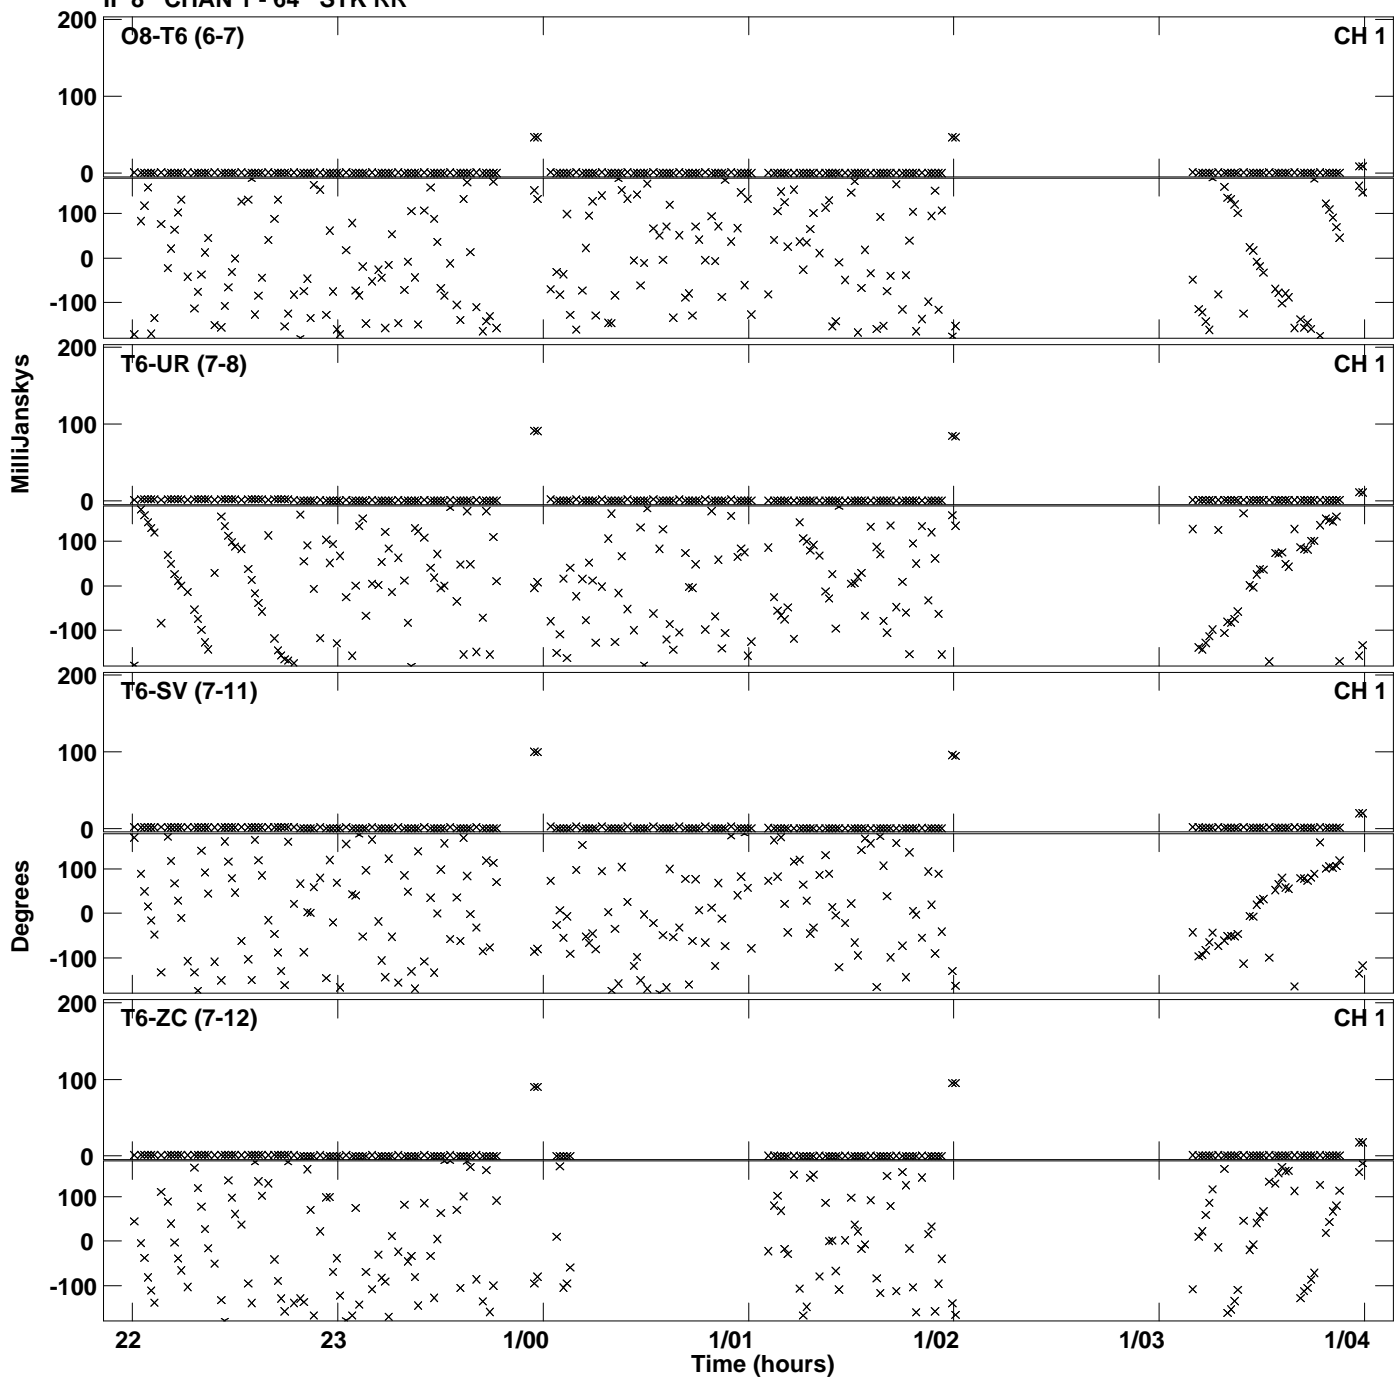 IF 8 CHAN 1 - 64 STK RR
200
O8-T6 (6-7)
CH 1
100
0
100
0
-100
200
T6-UR (7-8)
CH 1
100
0
100
0
-100
MilliJanskys
200
T6-SV (7-11)
CH 1
100
0
100
0
-100
Degrees
200
T6-ZC (7-12)
CH 1
100
0
100
0
-100
22 23 1/00 1/01 1/02 1/03 1/04
Time (hours)